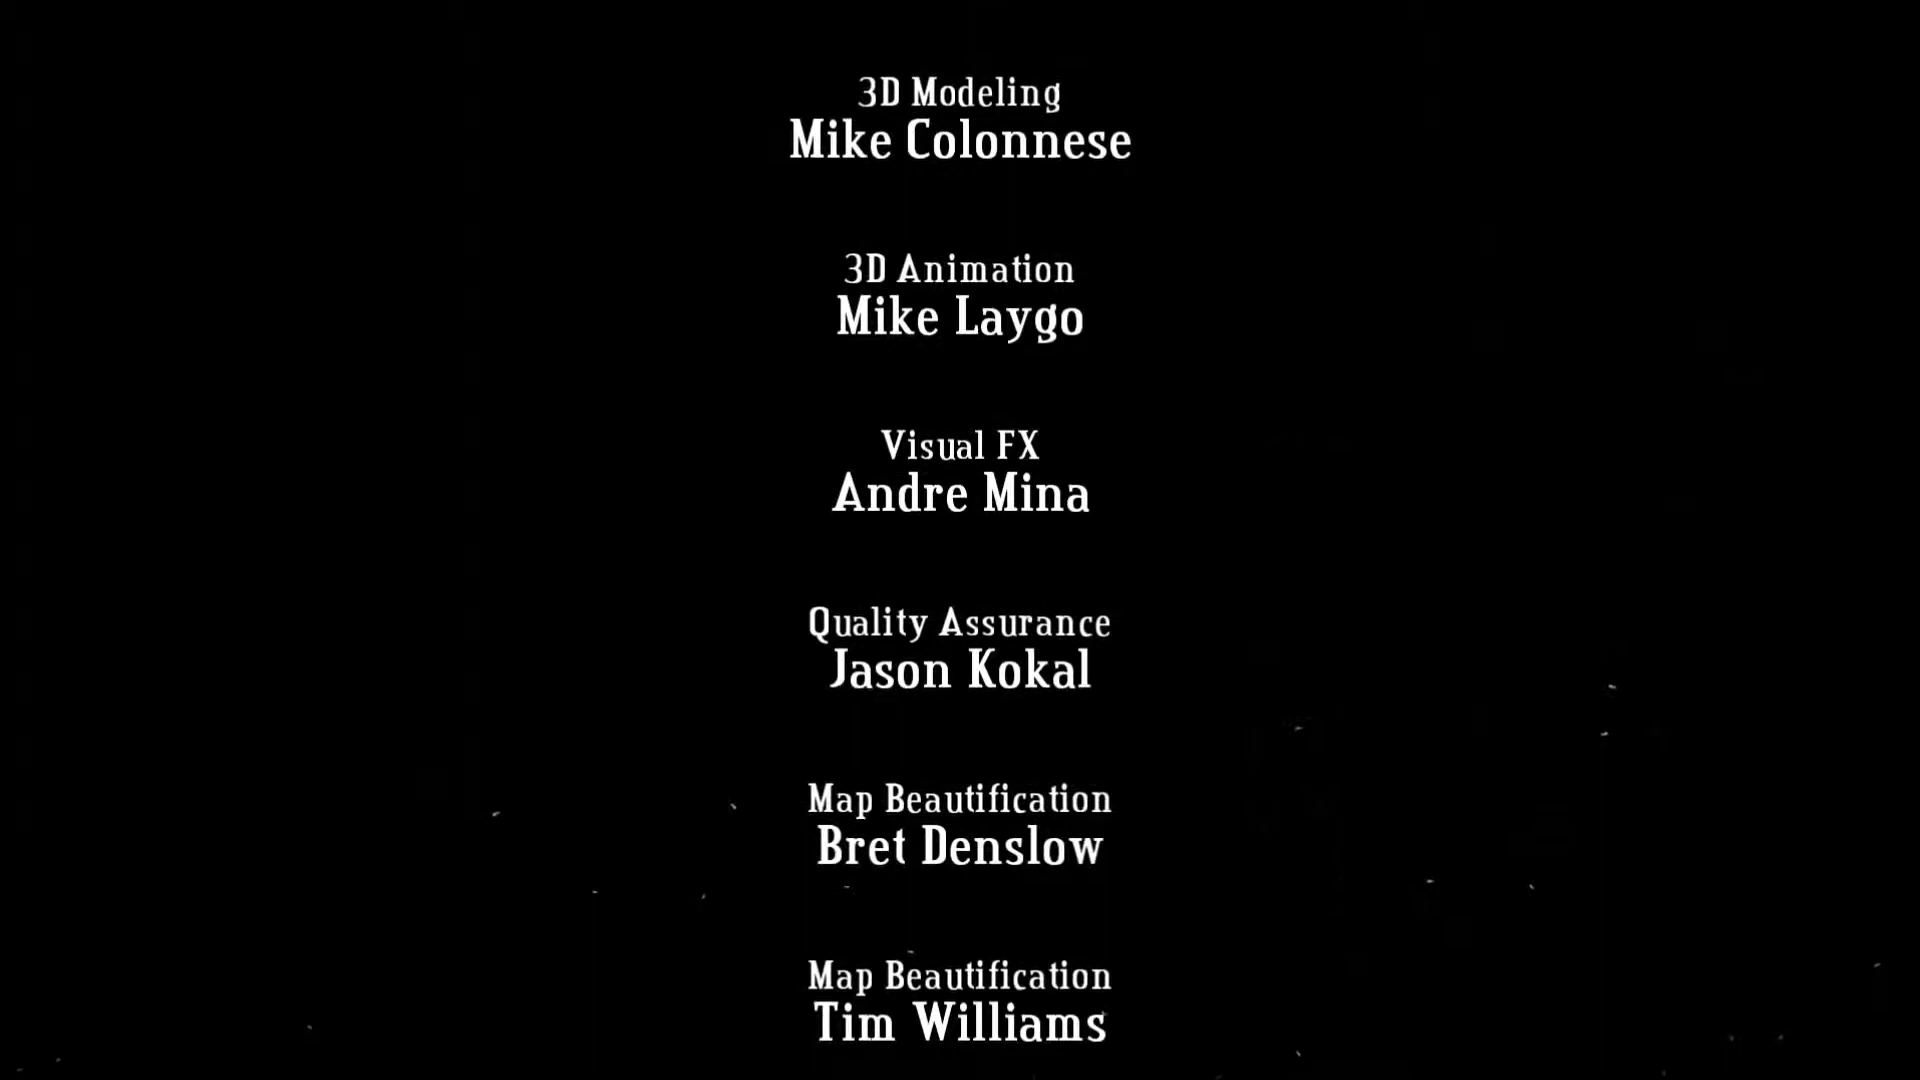 3D Modeling
Mike Colonnese
3D Animation
Mike Laygo
Visual FX
Andre Mina
Quality Assurance
Jason Kokal
Map Beautification
Bret Denslow
Map Beautification
Tim Williams